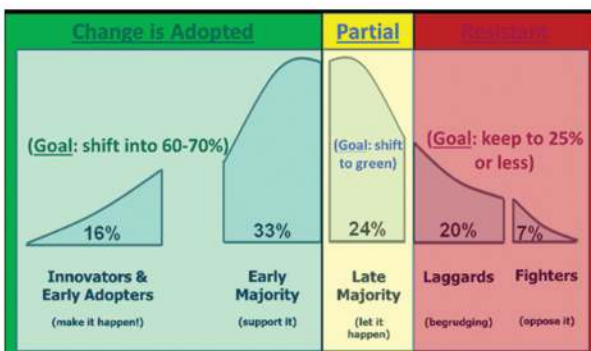 Change is Adopted
Partial
Resistant
(Goal: shift into 60-70%)
(Goal: shift
to green)
(Goal: keep to 25%
or less)
16%
33%
24%
20%
7%
Innovators &
Early Adopters
(make it happen!)
Early
Majority
(support it)
Late
Majority
(let it
happen)
Laggards
(begrudging)
Fighters
(oppose it)